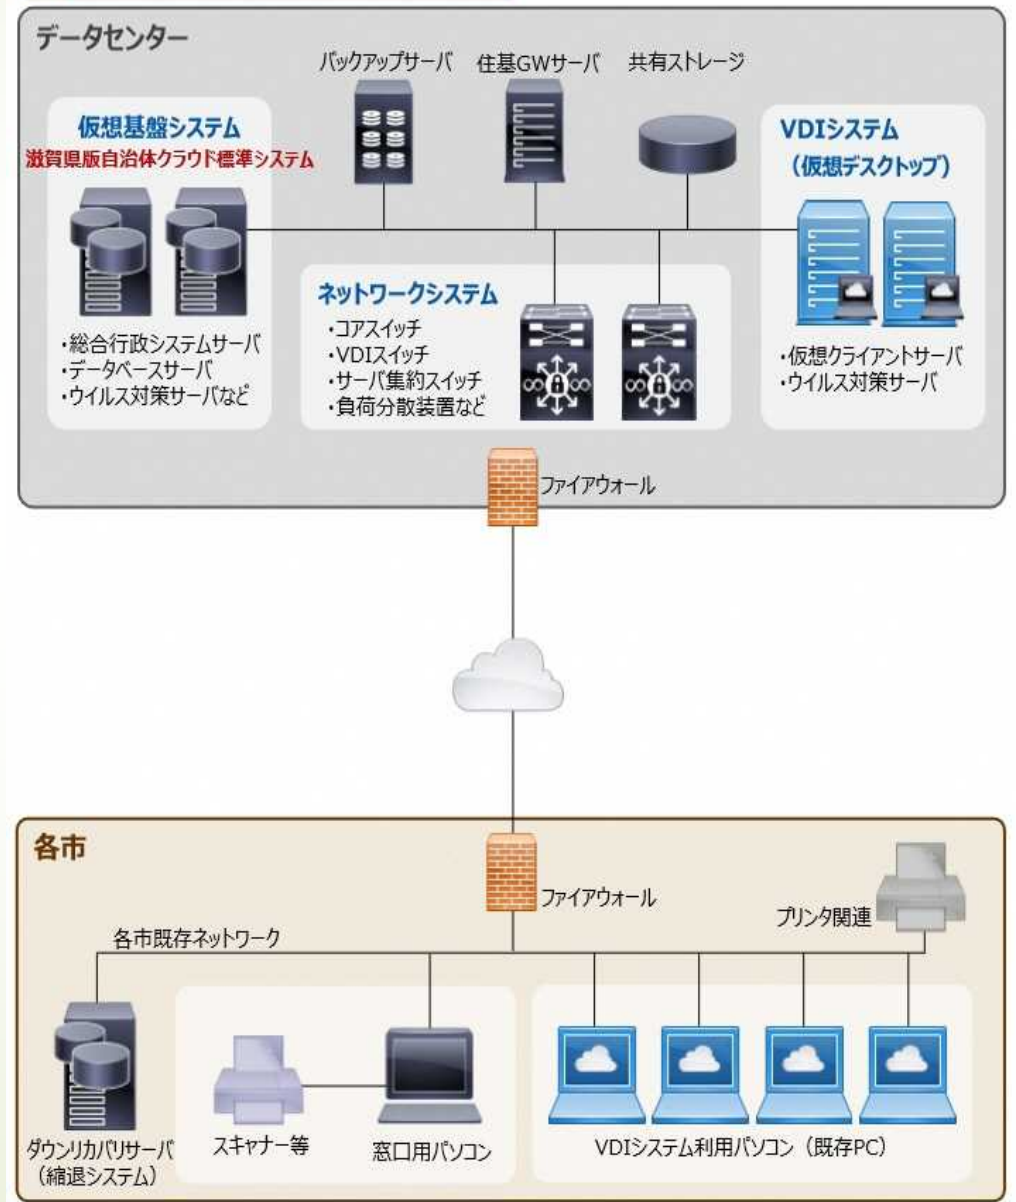 データセンター
バックアップサーバ
住基GWサーバ
共有ストレージ
仮想基盤システム
滋賀県版自治体クラウド標準システム
・総合行政システムサーバ
・データベースサーバ
・ウイルス対策サーバなど
ネットワークシステム
・コアスイッチ
・VDIスイッチ
・サーバ集約スイッチ
・負荷分散装置など
VDIシステム
（仮想デスクトップ）
・仮想クライアントサーバ
・ウイルス対策サーバ
ファイアウォール
各市
ファイアウォール
プリンタ関連
各市既存ネットワーク
ダウンリカバリサーバ
（縮退システム）
スキャナー等
窓口用パソコン
VDIシステム利用パソコン（既存PC）